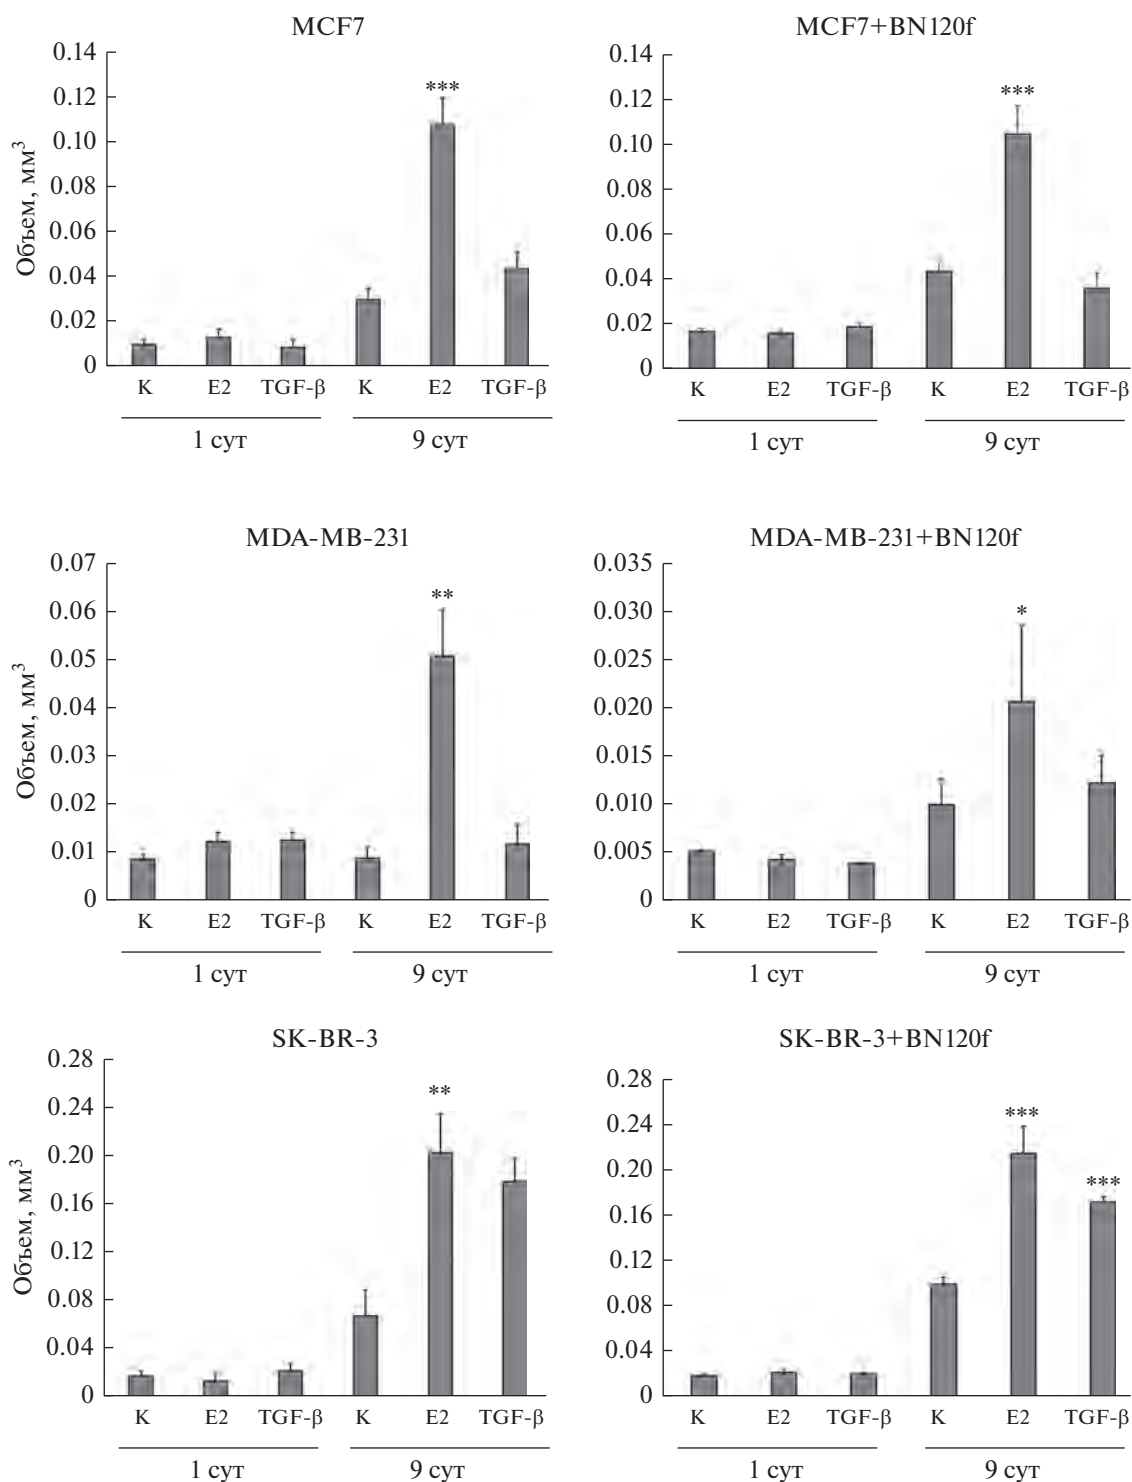 MCF7
Объем, мм³
0.14
0.12
0.10
0.08
0.06
0.04
0.02
0
***
K E2 TGF-β K E2 TGF-β
1 сут 9 сут
MCF7+BN120f
0.14
0.12
0.10
0.08
0.06
0.04
0.02
0
***
K E2 TGF-β K E2 TGF-β
1 сут 9 сут
MDA-MB-231
Объем, мм³
0.07
0.06
0.05
0.04
0.03
0.02
0.01
0
**
K E2 TGF-β K E2 TGF-β
1 сут 9 сут
MDA-MB-231+BN120f
0.035
0.030
0.025
0.020
0.015
0.010
0.005
0
*
K E2 TGF-β K E2 TGF-β
1 сут 9 сут
SK-BR-3
Объем, мм³
0.28
0.24
0.20
0.16
0.12
0.08
0.04
0
**
K E2 TGF-β K E2 TGF-β
1 сут 9 сут
SK-BR-3+BN120f
0.28
0.24
0.20
0.16
0.12
0.08
0.04
0
***
***
K E2 TGF-β K E2 TGF-β
1 сут 9 сут